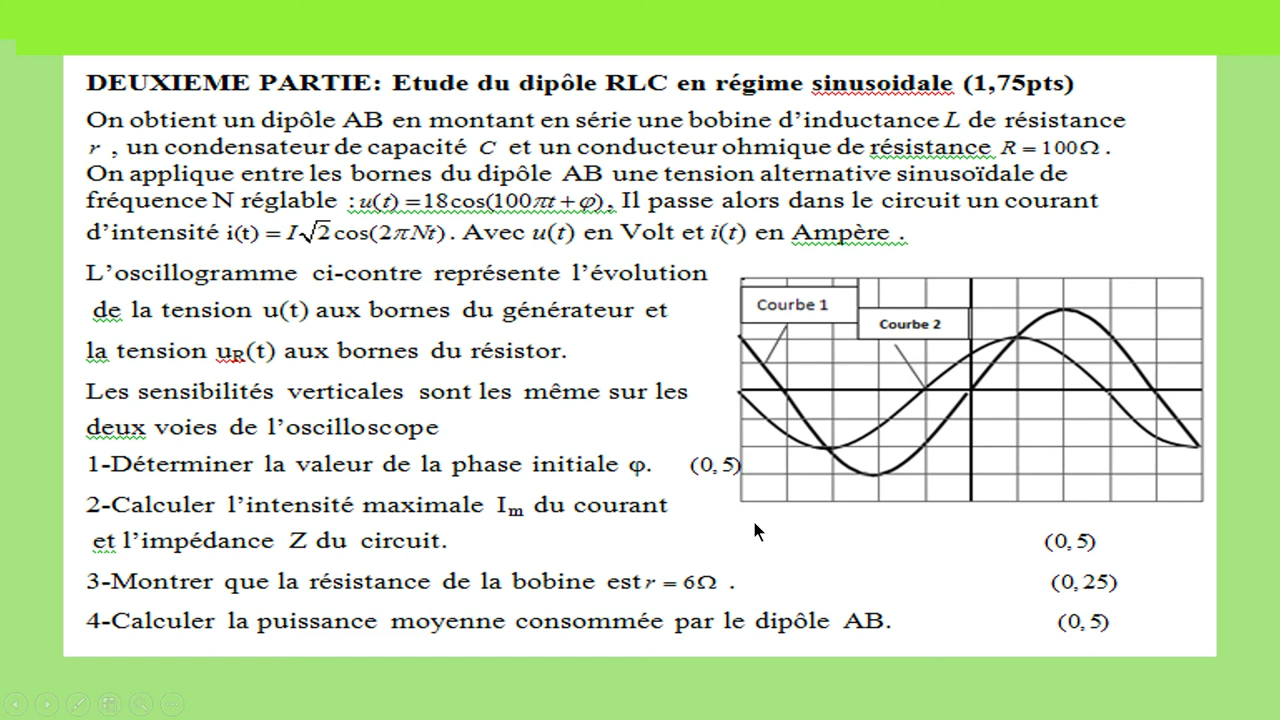 DEUXIEME PARTIE: Etude du dipôle RLC en régime sinusoidale (1,75pts)
On obtient un dipôle AB en montant en série une bobine d'inductance L de résistance
r , un condensateur de capacité C et un conducteur ohmique de résistance R = 100Ω .
On applique entre les bornes du dipôle AB une tension alternative sinusoïdale de
fréquence N réglable : u(t) = 18cos(100πt + φ), Il passe alors dans le circuit un courant
d'intensité i(t) = I√2cos(2πNt). Avec u(t) en Volt et i(t) en Ampère .
L'oscillogramme ci-contre représente l'évolution
de la tension u(t) aux bornes du générateur et
la tension uR(t) aux bornes du résistor.
Les sensibilités verticales sont les même sur les
deux voies de l'oscilloscope
Courbe 1
Courbe 2
1-Déterminer la valeur de la phase initiale φ. (0,5)
2-Calculer l'intensité maximale Im du courant
et l'impédance Z du circuit. (0,5)
3-Montrer que la résistance de la bobine est r = 6Ω . (0,25)
4-Calculer la puissance moyenne consommée par le dipôle AB. (0,5)